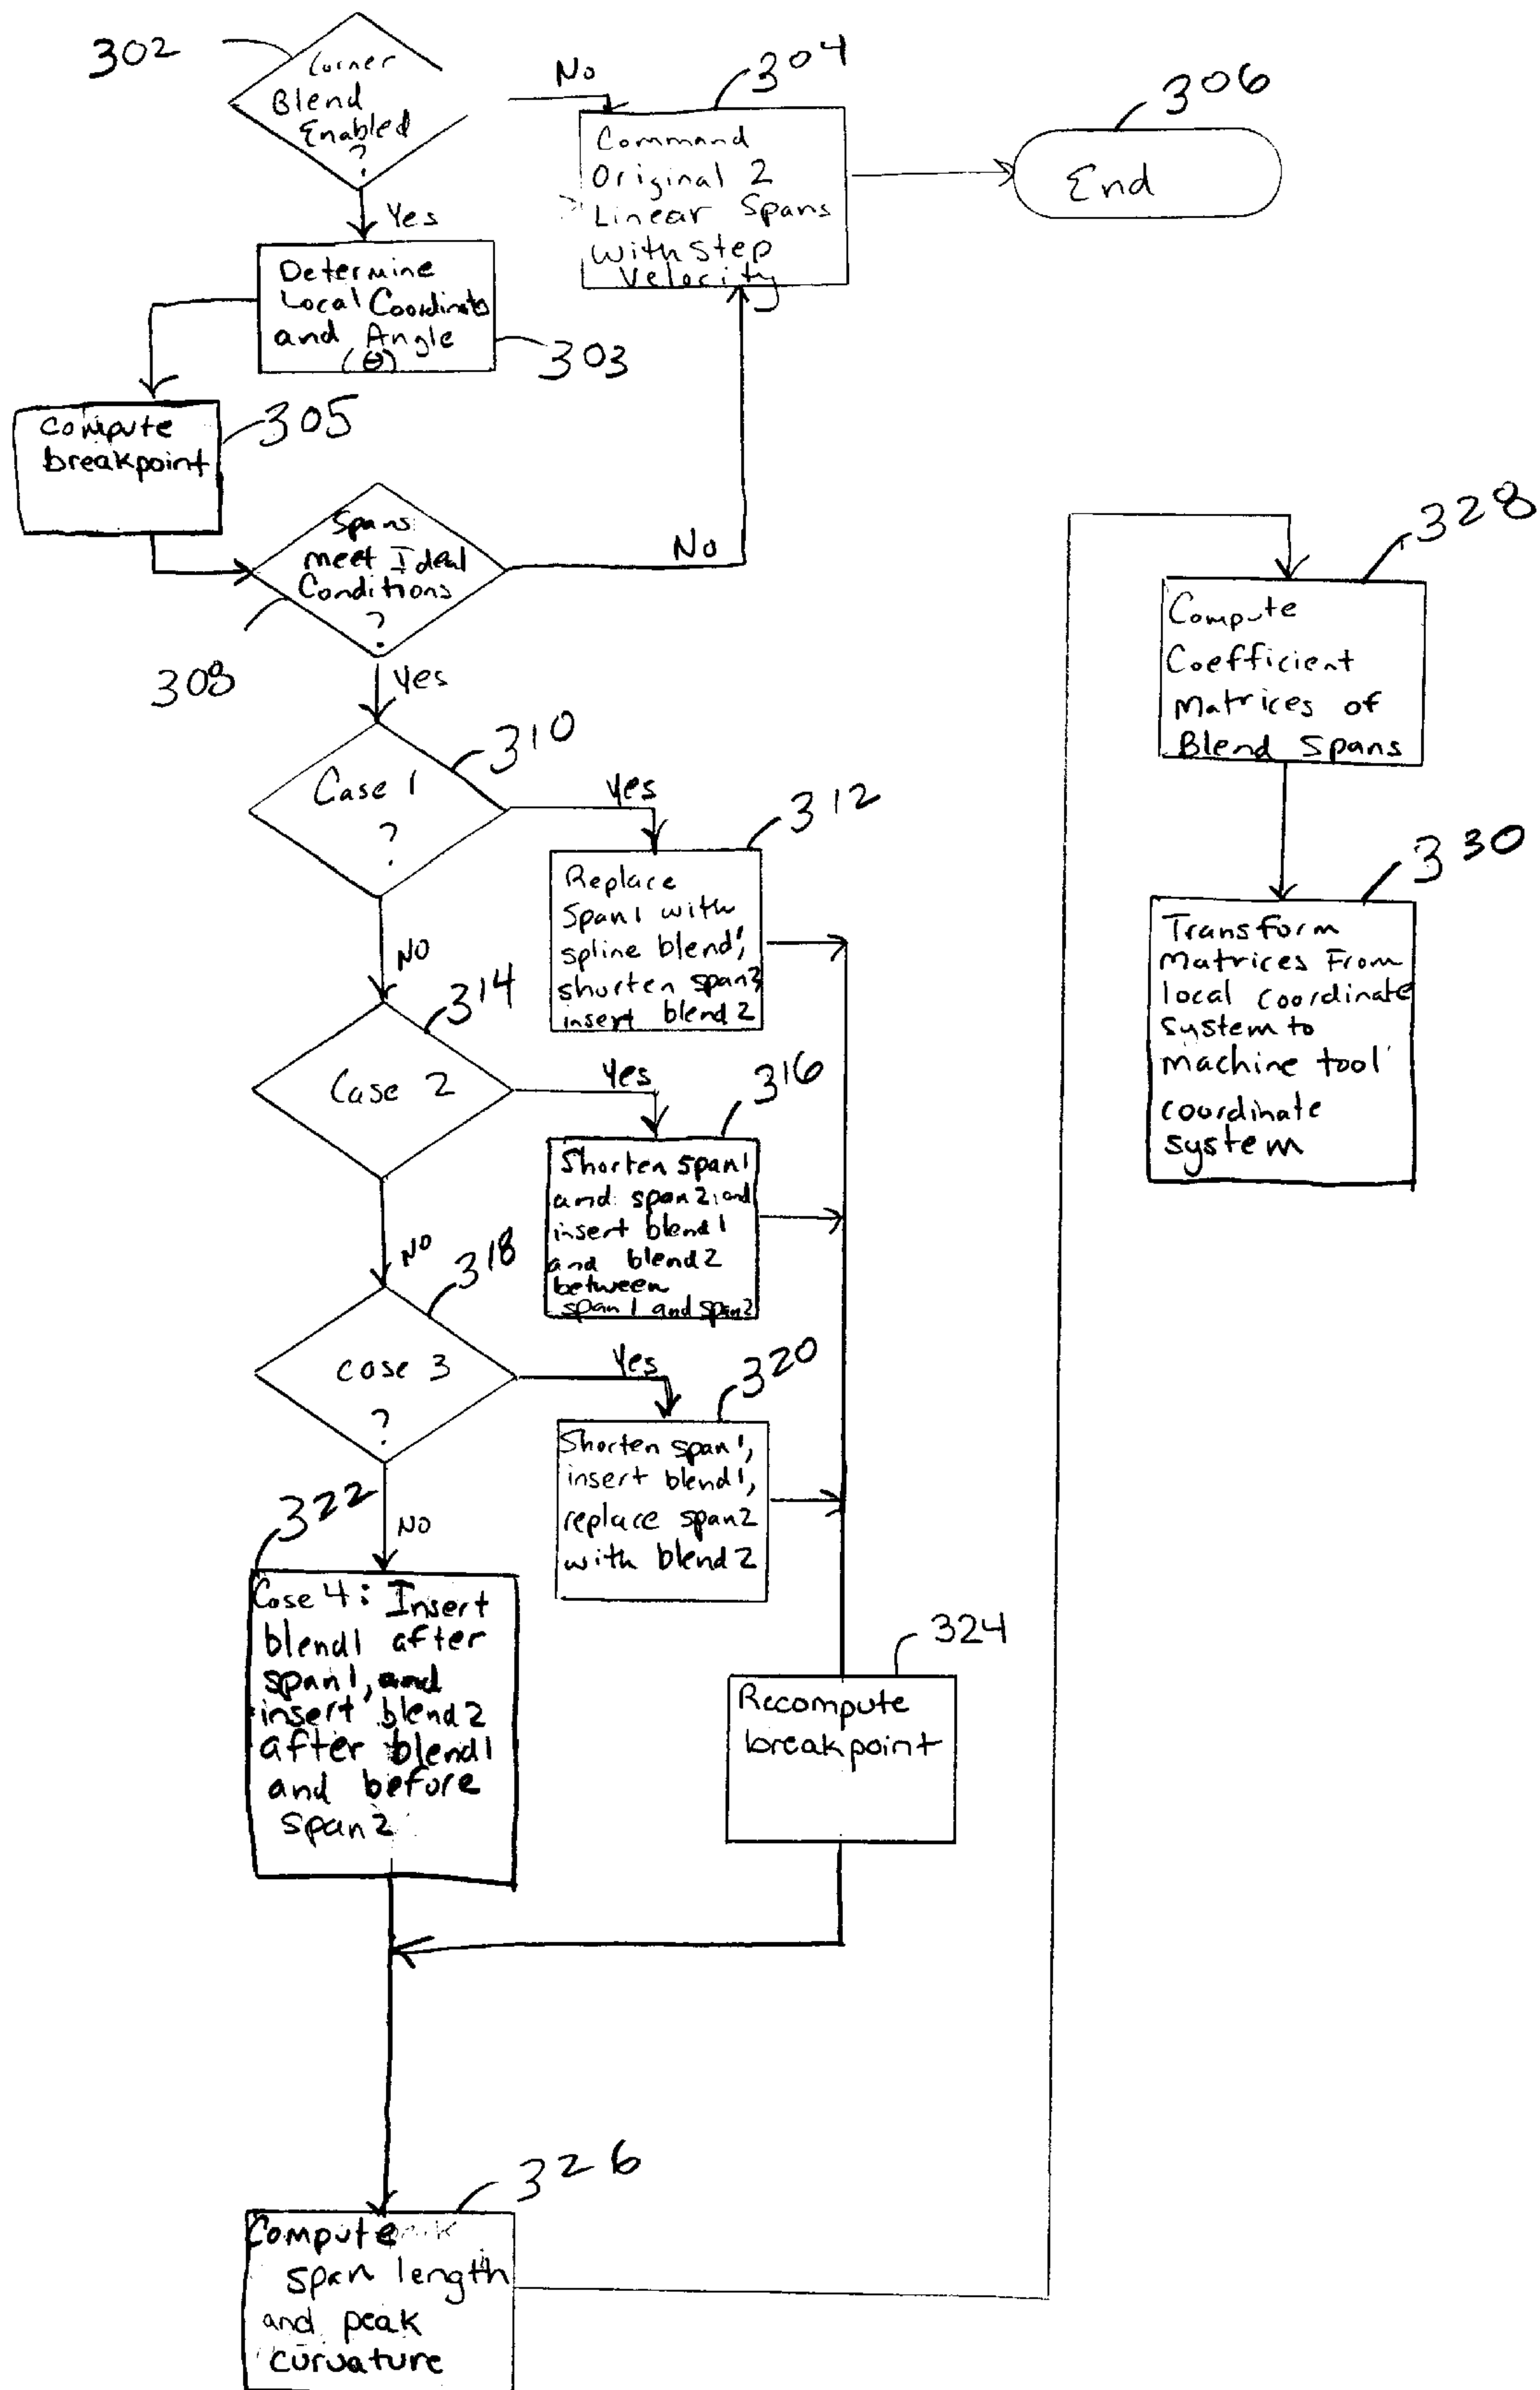 302
Corner
Blend
Enabled
?
No
304
Command
Original 2
Linear Spans
with step
Velocity
306
End
Yes
Determine
Local Coordinates
and Angle
(θ)
303
Compute
breakpoint
305
Spans
meet Ideal
Conditions
?
No
308
Yes
Case 1
?
310
Yes
312
Replace
Span1 with
spline blend1,
shorten span2
insert blend2
NO
314
Case 2
Yes
316
Shorten span1
and span2, and
insert blend1
and blend2
between
span1 and span2
NO
318
case 3
?
Yes
320
Shorten span1,
insert blend1,
replace span2
with blend2
NO
322
Case 4: Insert
blend1 after
span1, and
insert blend2
after blend1
and before
span2
324
Recompute
breakpoint
326
Compute
span length
and peak
curvature
328
Compute
Coefficient
Matrices of
Blend Spans
330
Transform
Matrices From
local coordinate
system to
machine tool
coordinate
system